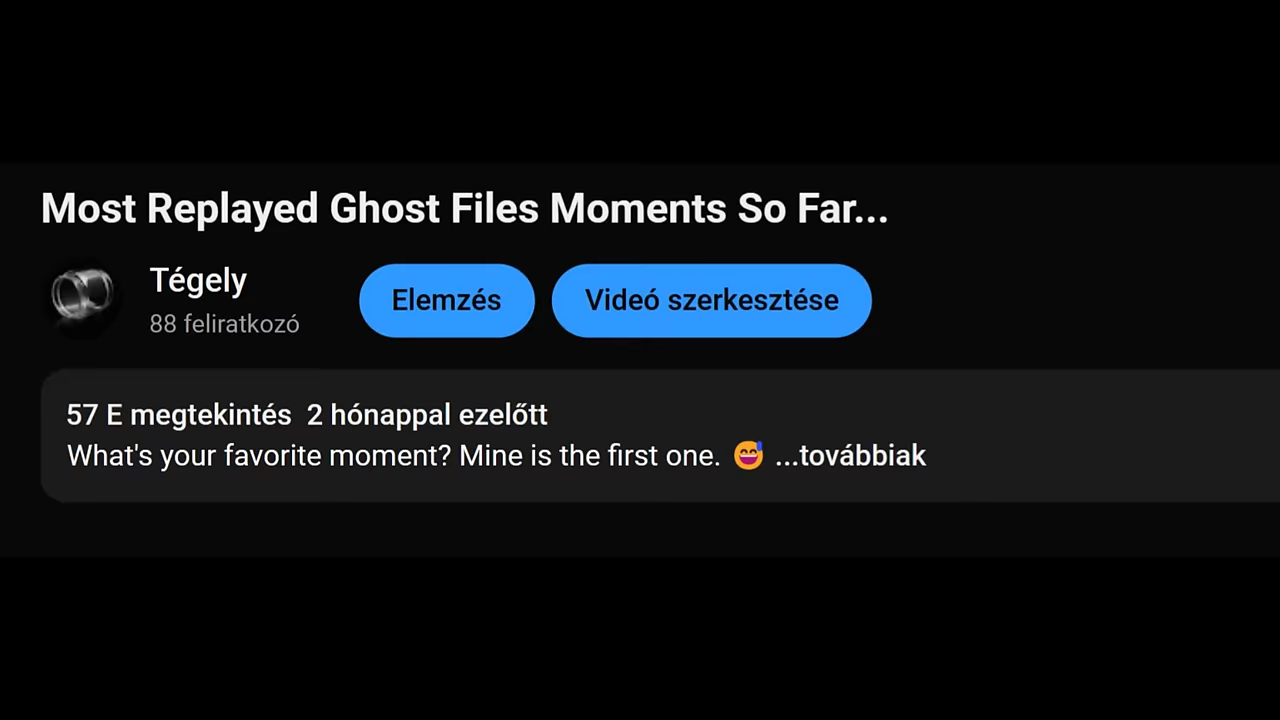 Most Replayed Ghost Files Moments So Far...
Tégely
88 feliratkozó
Elemzés
Videó szerkesztése
57 E megtekintés 2 hónappal ezelőtt
What's your favorite moment? Mine is the first one. 😅 ...továbbiak